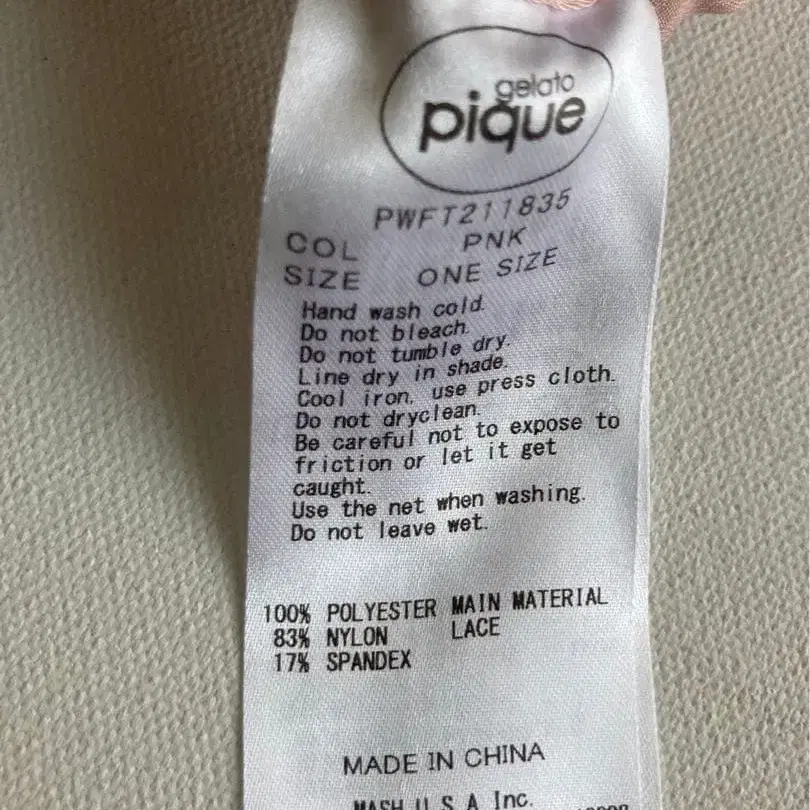 gelato
pique
PWFT211835
COL PNK
SIZE ONE SIZE
Hand wash cold.
Do not bleach.
Do not tumble dry.
Line dry in shade.
Cool iron. use press cloth.
Do not dryclean.
Be careful not to expose to
friction or let it get
caught.
Use the net when washing.
Do not leave wet.
100% POLYESTER MAIN MATERIAL
83% NYLON LACE
17% SPANDEX
MADE IN CHINA
MASH U.S.A Inc.